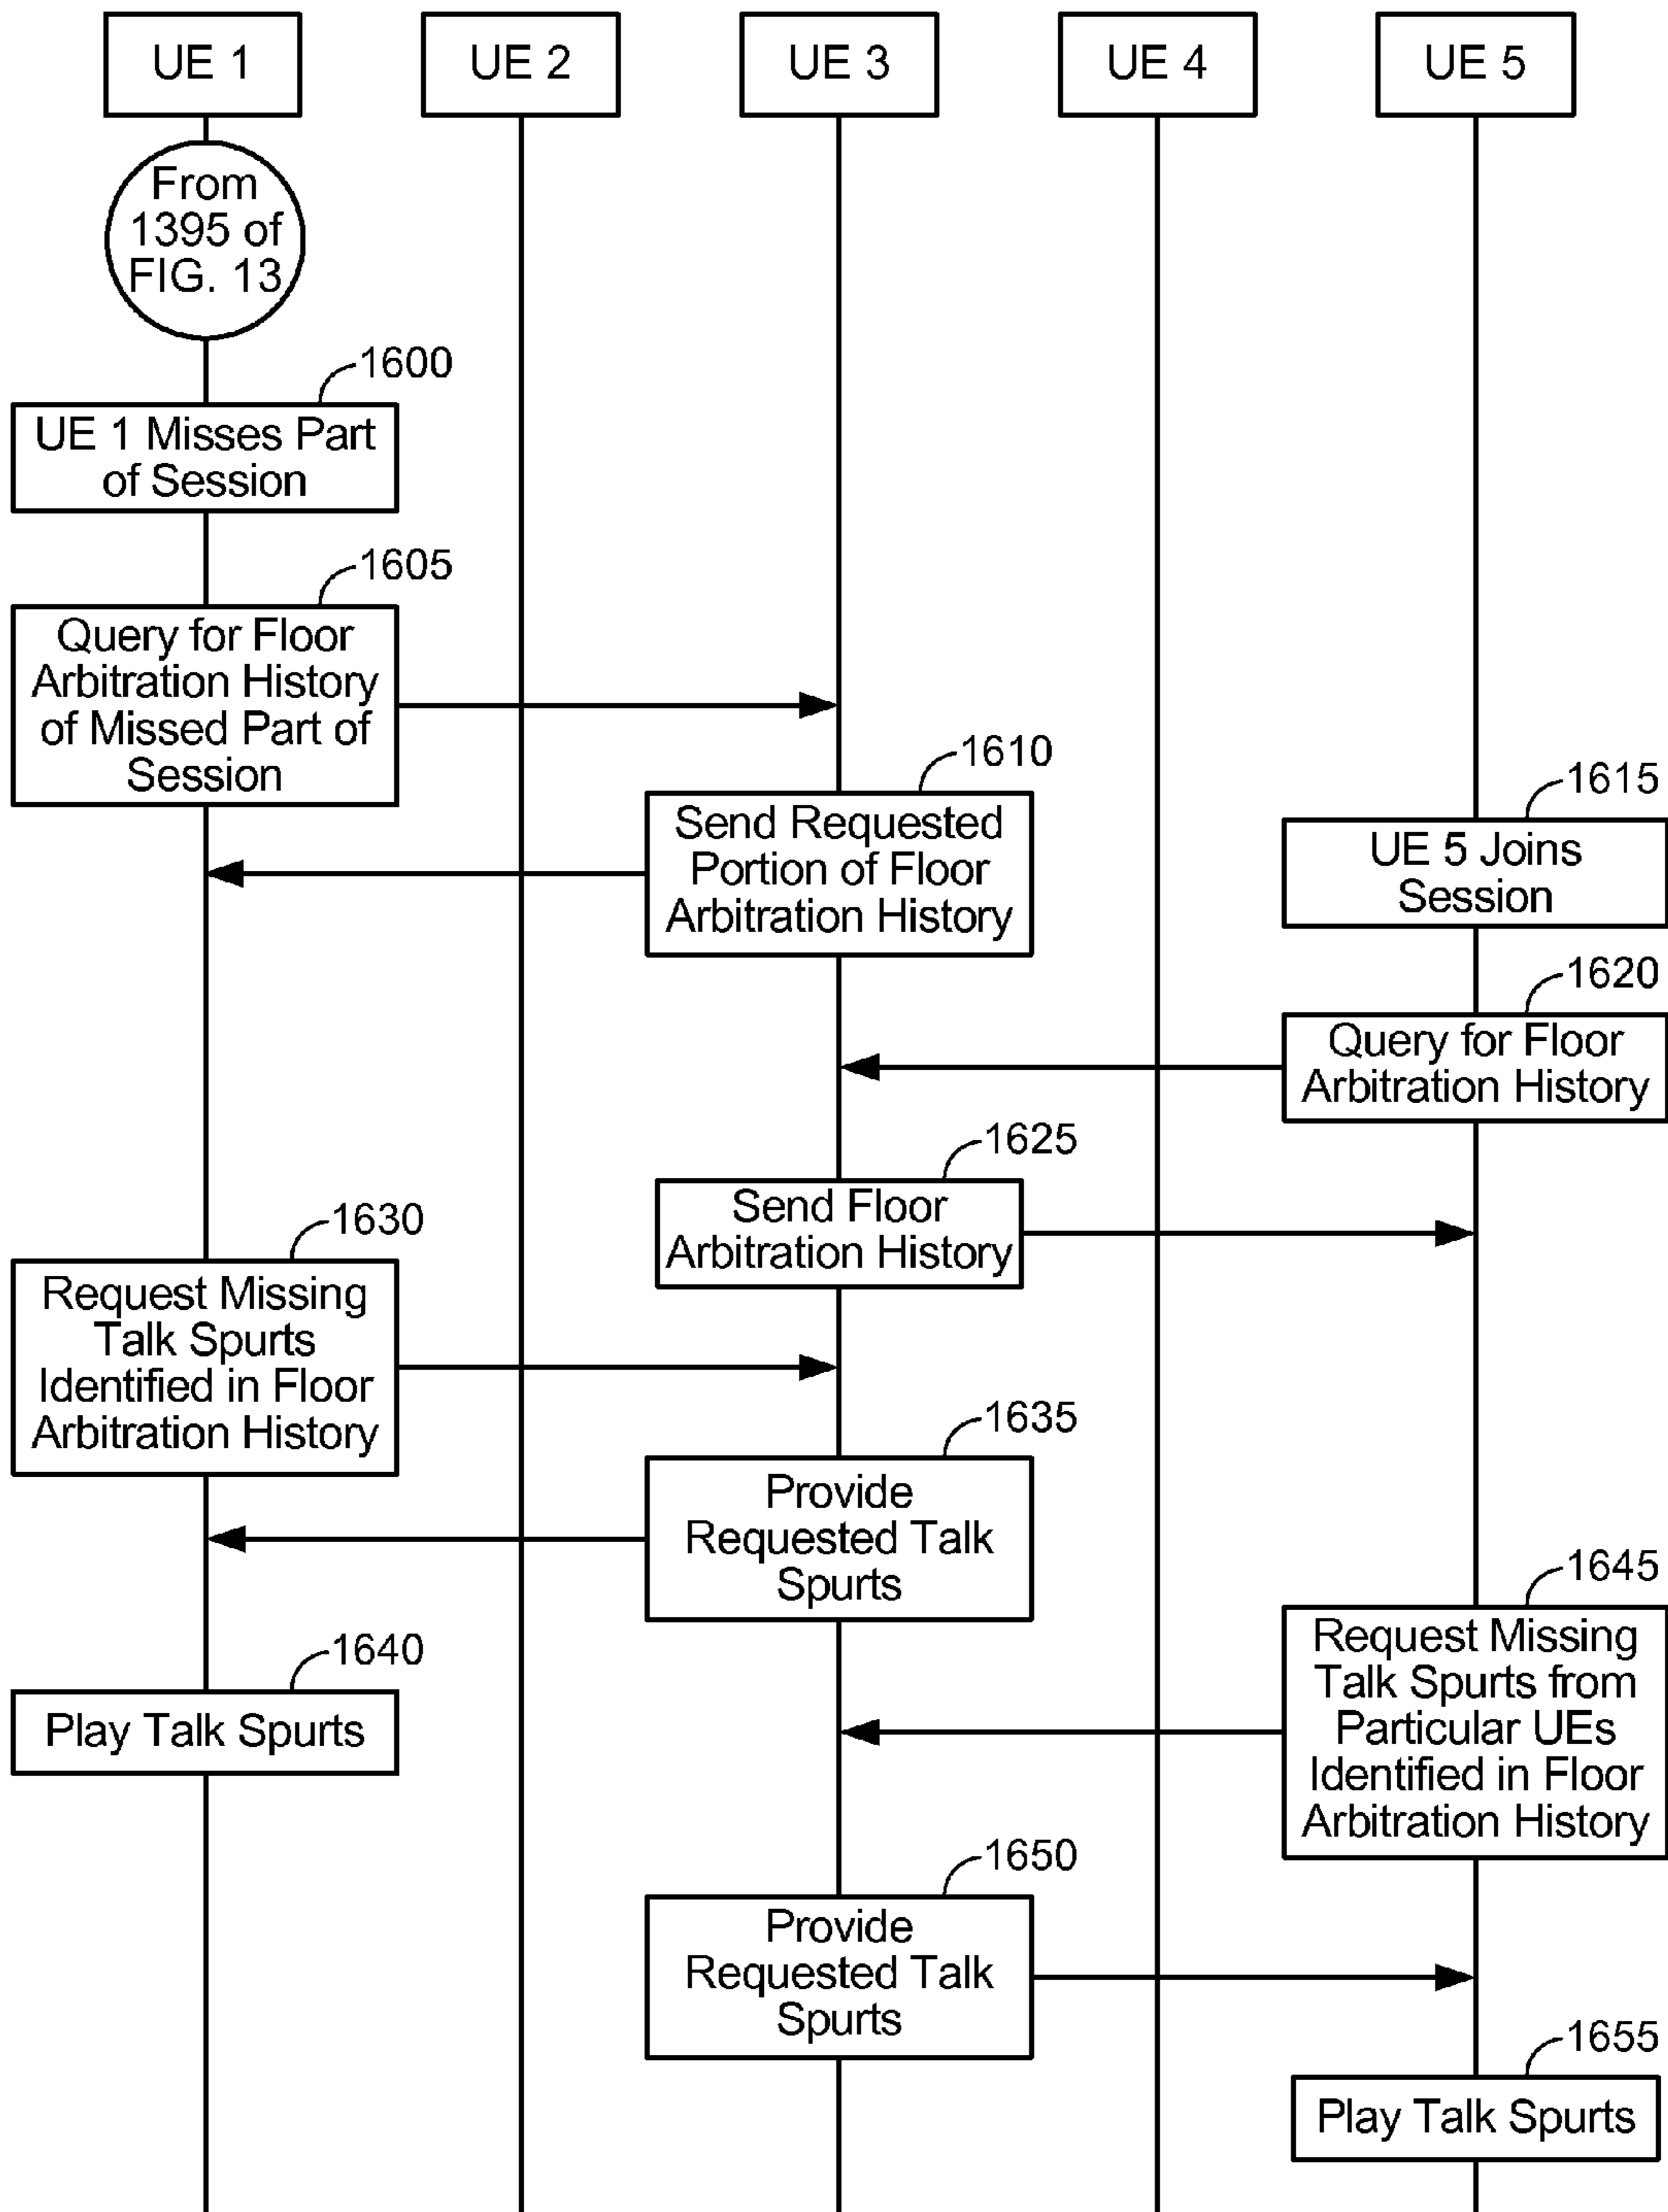 UE 1
UE 2
UE 3
UE 4
UE 5
From
1395 of
FIG. 13
1600
UE 1 Misses Part
of Session
1605
Query for Floor
Arbitration History
of Missed Part of
Session
1610
Send Requested
Portion of Floor
Arbitration History
1615
UE 5 Joins
Session
1620
Query for Floor
Arbitration History
1625
Send Floor
Arbitration History
1630
Request Missing
Talk Spurts
Identified in Floor
Arbitration History
1635
Provide
Requested Talk
Spurts
1640
Play Talk Spurts
1645
Request Missing
Talk Spurts from
Particular UEs
Identified in Floor
Arbitration History
1650
Provide
Requested Talk
Spurts
1655
Play Talk Spurts